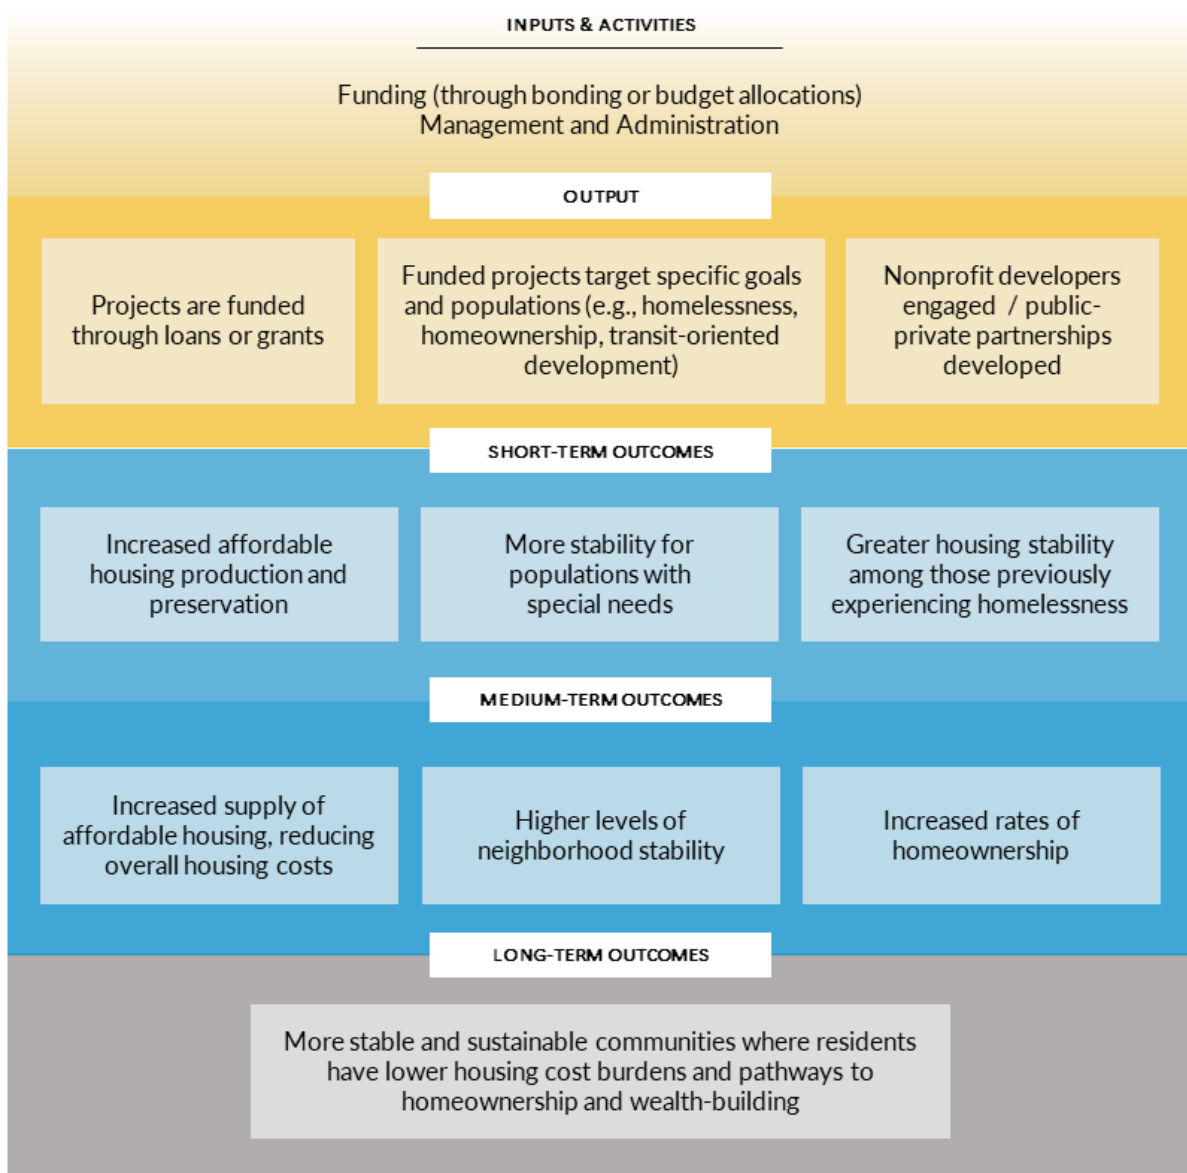 INPUTS & ACTIVITIES
Funding (through bonding or budget allocations)
Management and Administration
OUTPUT
Projects are funded
through loans or grants
Funded projects target specific goals
and populations (e.g., homelessness,
homeownership, transit-oriented
development)
Nonprofit developers
engaged / public-
private partnerships
developed
SHORT-TERM OUTCOMES
Increased affordable
housing production and
preservation
More stability for
populations with
special needs
Greater housing stability
among those previously
experiencing homelessness
MEDIUM-TERM OUTCOMES
Increased supply of
affordable housing, reducing
overall housing costs
Higher levels of
neighborhood stability
Increased rates of
homeownership
LONG-TERM OUTCOMES
More stable and sustainable communities where residents
have lower housing cost burdens and pathways to
homeownership and wealth-building